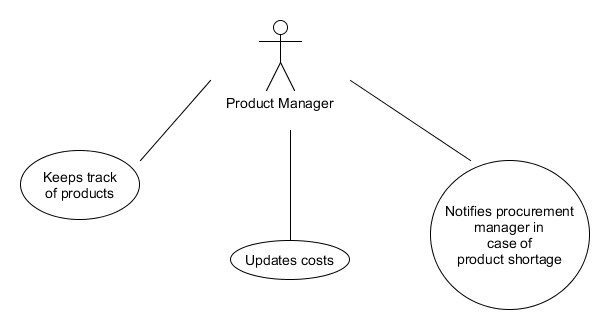 Product Manager
Keeps track
of products
Updates costs
Notifies procurement
manager in
case of
product shortage